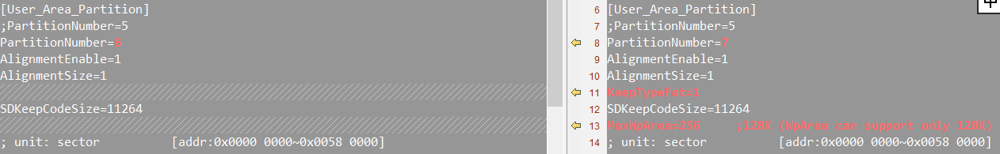 [User_Area_Partition]
;PartitionNumber=5
PartitionNumber=6
AlignmentEnable=1
AlignmentSize=1
SDKeepCodeSize=11264
; unit: sector [addr:0x0000 0000~0x0058 0000]
6 [User_Area_Partition]
7 ;PartitionNumber=5
8 PartitionNumber=7
9 AlignmentEnable=1
10 AlignmentSize=1
11 KeepTypeFat=1
12 SDKeepCodeSize=11264
13 MaxWpArea=256 ;128K (WpArea can support only 128K)
14 ; unit: sector [addr:0x0000 0000~0x0058 0000]